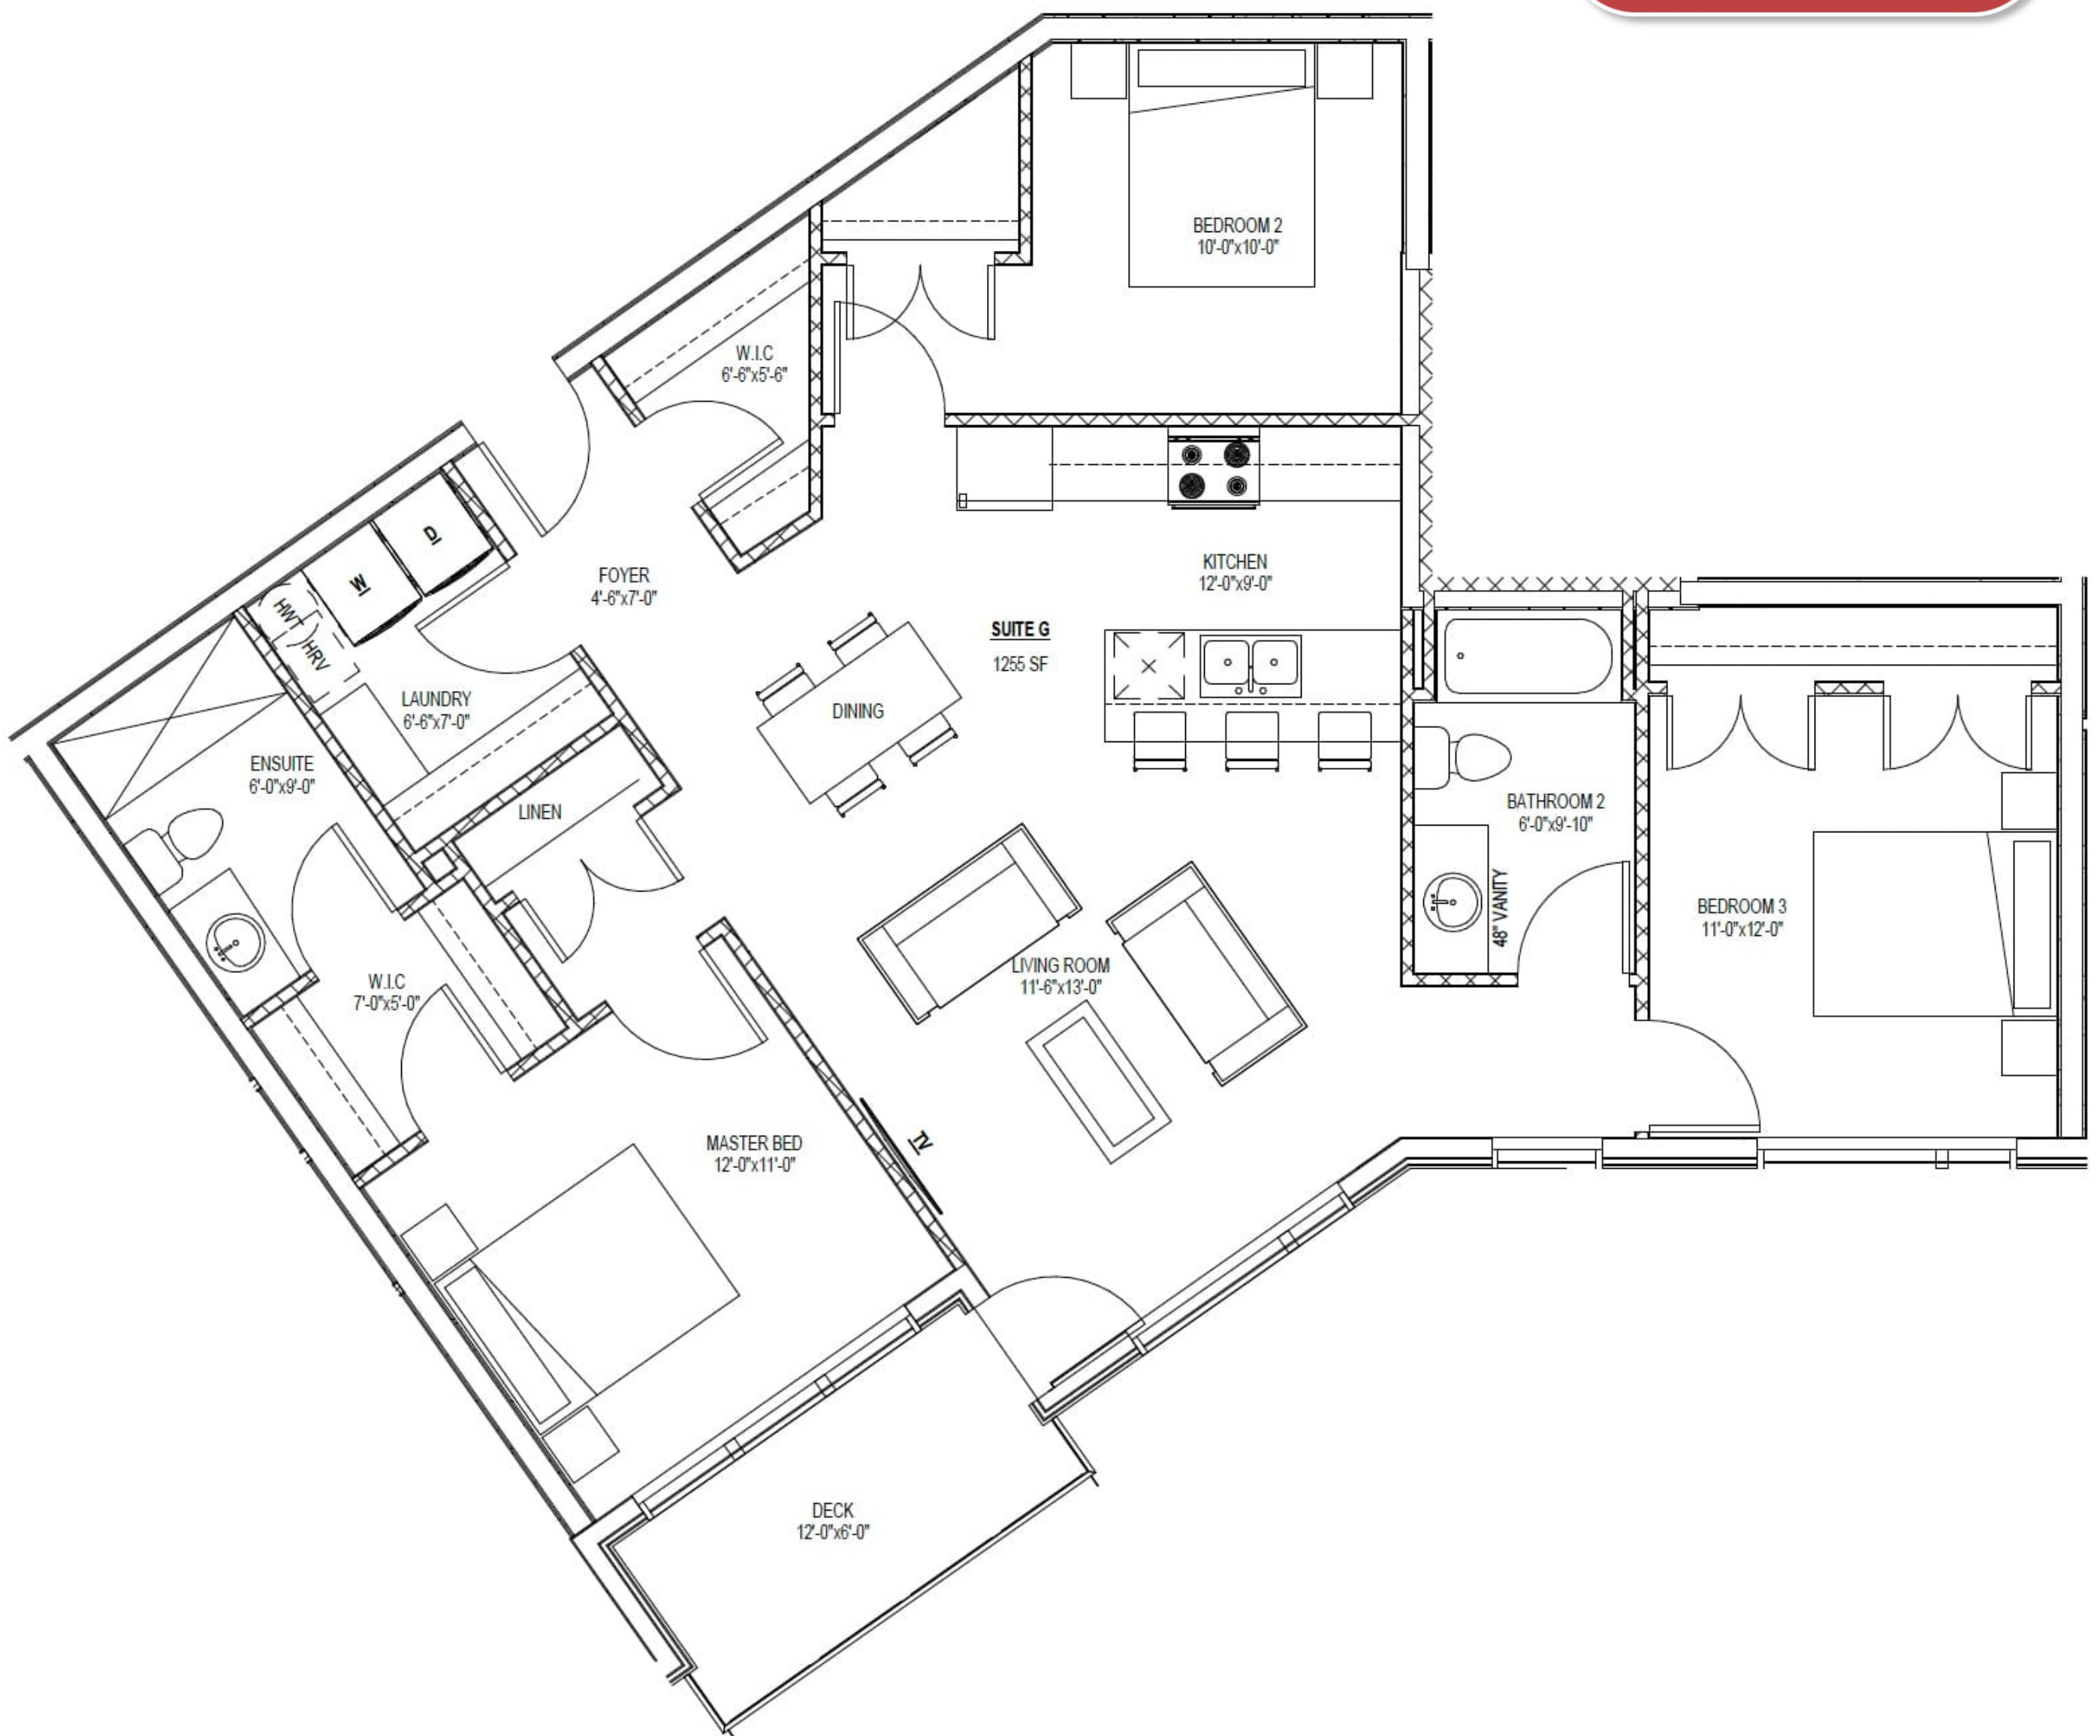 BEDROOM 2
10'-0"x10'-0"
W.I.C
6'-6"x5'-6"
D
W
HWT
HRV
FOYER
4'-6"x7'-0"
KITCHEN
12'-0"x9'-0"
SUITE G
1255 SF
LAUNDRY
6'-6"x7'-0"
DINING
ENSUITE
6'-0"x9'-0"
LINEN
BATHROOM 2
6'-0"x9'-10"
48" VANITY
BEDROOM 3
11'-0"x12'-0"
LIVING ROOM
11'-6"x13'-0"
W.I.C
7'-0"x5'-0"
MASTER BED
12'-0"x11'-0"
TV
DECK
12'-0"x6'-0"